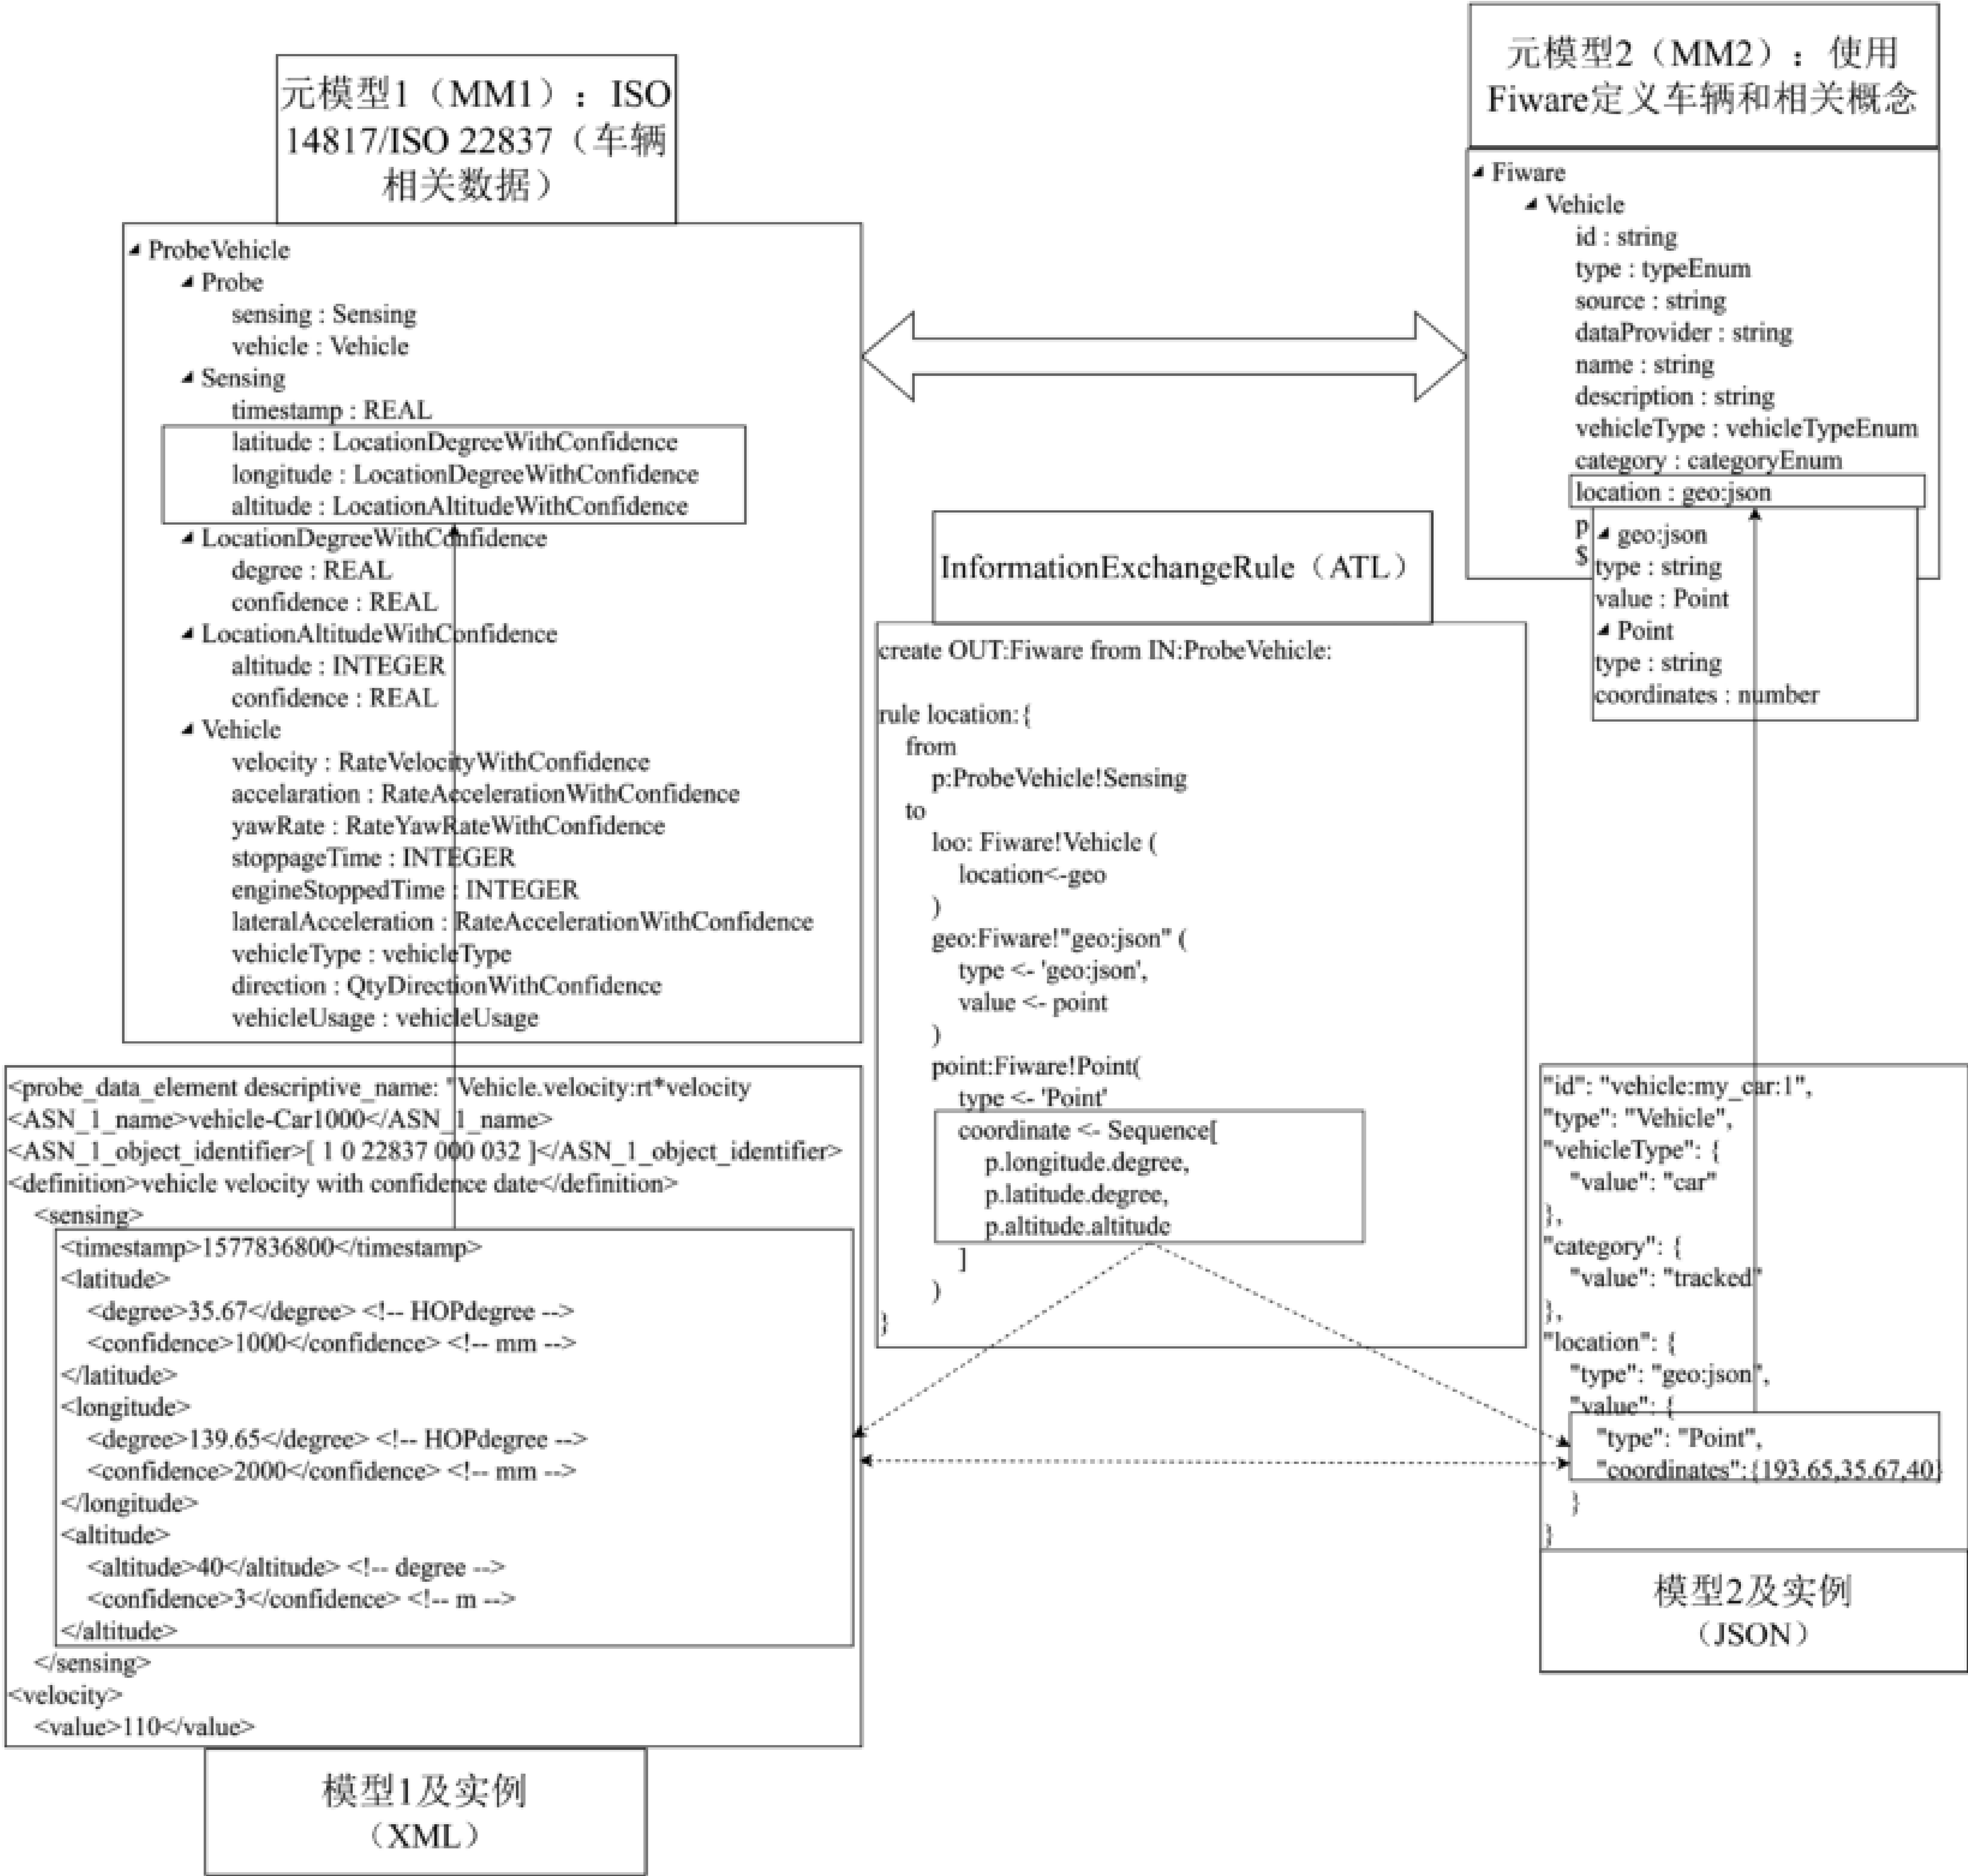 元模型1（MM1）：ISO
14817/ISO 22837（车辆
相关数据）
ProbeVehicle
Probe
sensing : Sensing
vehicle : Vehicle
Sensing
timestamp : REAL
latitude : LocationDegreeWithConfidence
longitude : LocationDegreeWithConfidence
altitude : LocationAltitudeWithConfidence
LocationDegreeWithConfidence
degree : REAL
confidence : REAL
LocationAltitudeWithConfidence
altitude : INTEGER
confidence : REAL
Vehicle
velocity : RateVelocityWithConfidence
accelaration : RateAccelerationWithConfidence
yawRate : RateYawRateWithConfidence
stoppageTime : INTEGER
engineStoppedTime : INTEGER
lateralAcceleration : RateAccelerationWithConfidence
vehicleType : vehicleType
direction : QtyDirectionWithConfidence
vehicleUsage : vehicleUsage
元模型2（MM2）：使用
Fiware定义车辆和相关概念
Fiware
Vehicle
id : string
type : typeEnum
source : string
dataProvider : string
name : string
description : string
vehicleType : vehicleTypeEnum
category : categoryEnum
location : geo:json
p
$
geo:json
type : string
value : Point
Point
type : string
coordinates : number
InformationExchangeRule（ATL）
create OUT:Fiware from IN:ProbeVehicle:
rule location:{
from
p:ProbeVehicle!Sensing
to
loo: Fiware!Vehicle (
location<-geo
)
geo:Fiware!"geo:json" (
type <- 'geo:json',
value <- point
)
point:Fiware!Point(
type <- 'Point'
coordinate <- Sequence[
p.longitude.degree,
p.latitude.degree,
p.altitude.altitude
]
)
}
<probe_data_element descriptive_name: "Vehicle.velocity:rt*velocity
<ASN_1_name>vehicle-Car1000</ASN_1_name>
<ASN_1_object_identifier>[ 1 0 22837 000 032 ]</ASN_1_object_identifier>
<definition>vehicle velocity with confidence date</definition>
<sensing>
<timestamp>1577836800</timestamp>
<latitude>
<degree>35.67</degree> <!-- HOPdegree -->
<confidence>1000</confidence> <!-- mm -->
</latitude>
<longitude>
<degree>139.65</degree> <!-- HOPdegree -->
<confidence>2000</confidence> <!-- mm -->
</longitude>
<altitude>
<altitude>40</altitude> <!-- degree -->
<confidence>3</confidence> <!-- m -->
</altitude>
</sensing>
<velocity>
<value>110</value>
模型1及实例
（XML）
"id": "vehicle:my_car:1",
"type": "Vehicle",
"vehicleType": {
"value": "car"
},
"category": {
"value": "tracked"
},
"location": {
"type": "geo:json",
"value": {
"type": "Point",
"coordinates":{193.65,35.67,40}
}
}
模型2及实例
（JSON）